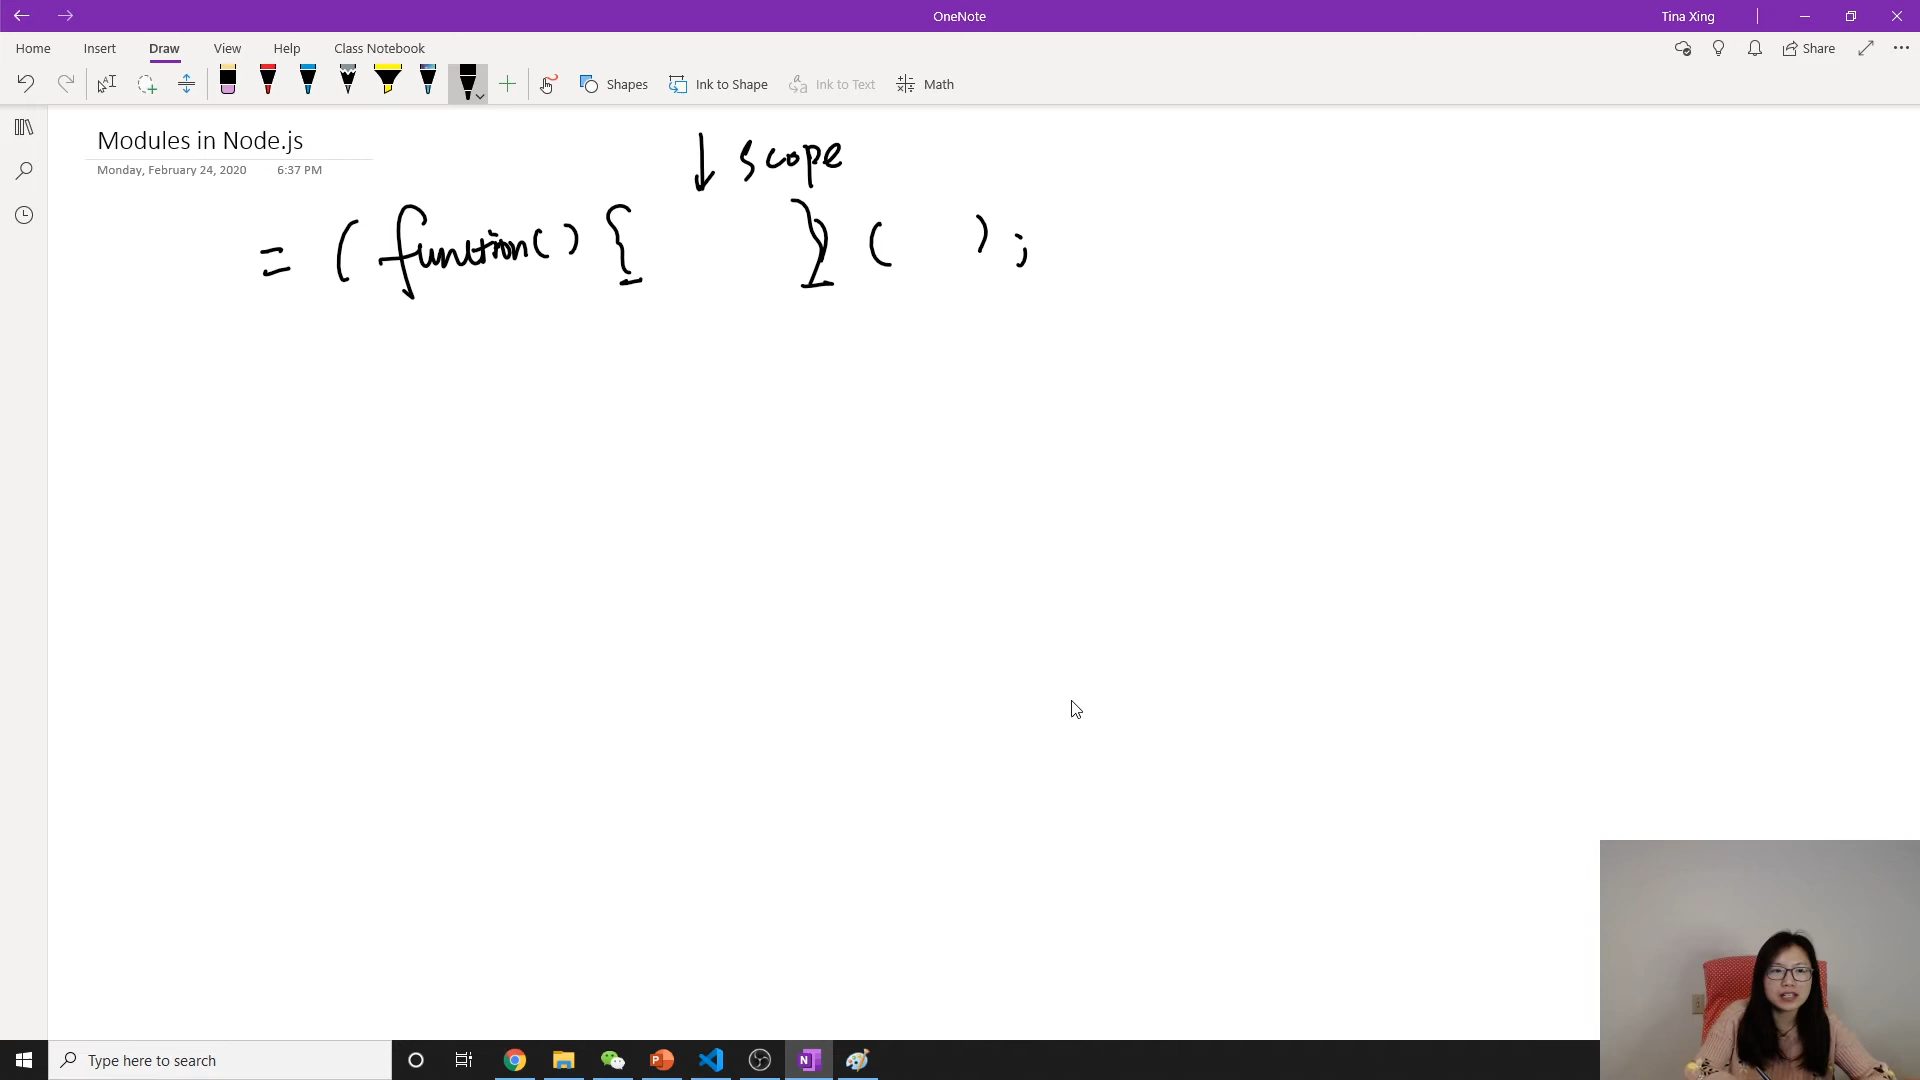 OneNote
Tina Xing
Home Insert Draw View Help Class Notebook
Share
Shapes Ink to Shape Ink to Text Math
Modules in Node.js
Monday, February 24, 2020 6:37 PM
↓ scope
= ( function() { }) ( ) ;
Type here to search